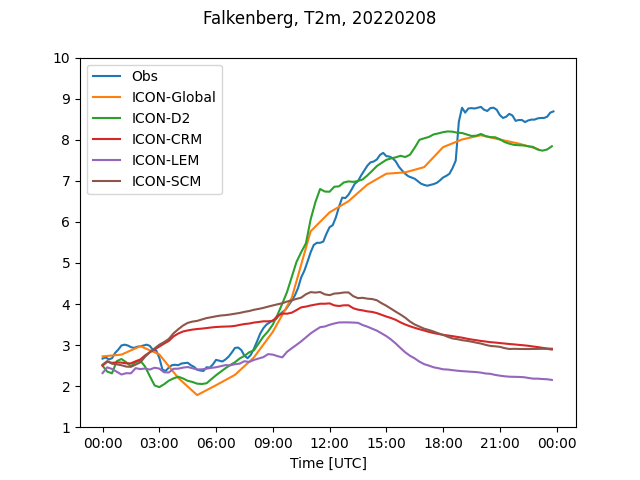 Falkenberg, T2m, 20220208
10
9
8
7
6
5
4
3
2
1
Obs
ICON-Global
ICON-D2
ICON-CRM
ICON-LEM
ICON-SCM
00:00 03:00 06:00 09:00 12:00 15:00 18:00 21:00 00:00
Time [UTC]